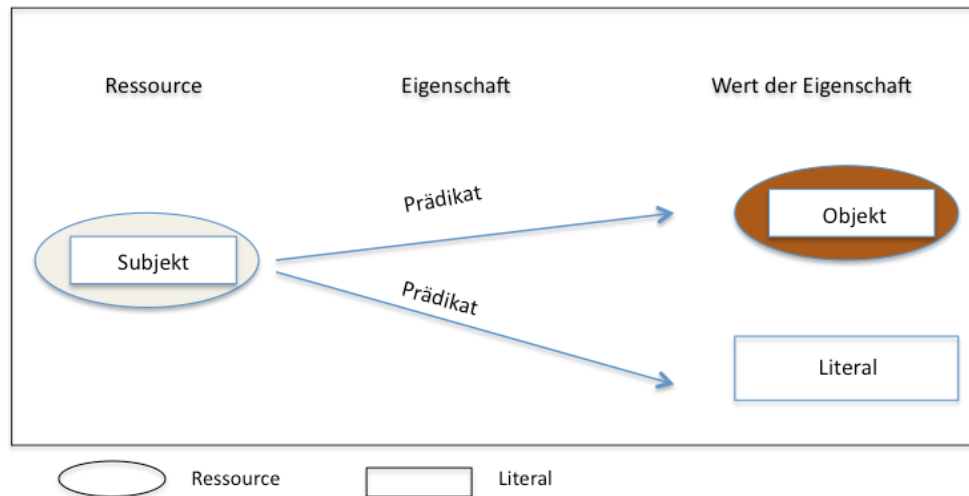 Ressource Eigenschaft Wert der Eigenschaft
Prädikat
Objekt
Subjekt
Prädikat
Literal
Ressource Literal